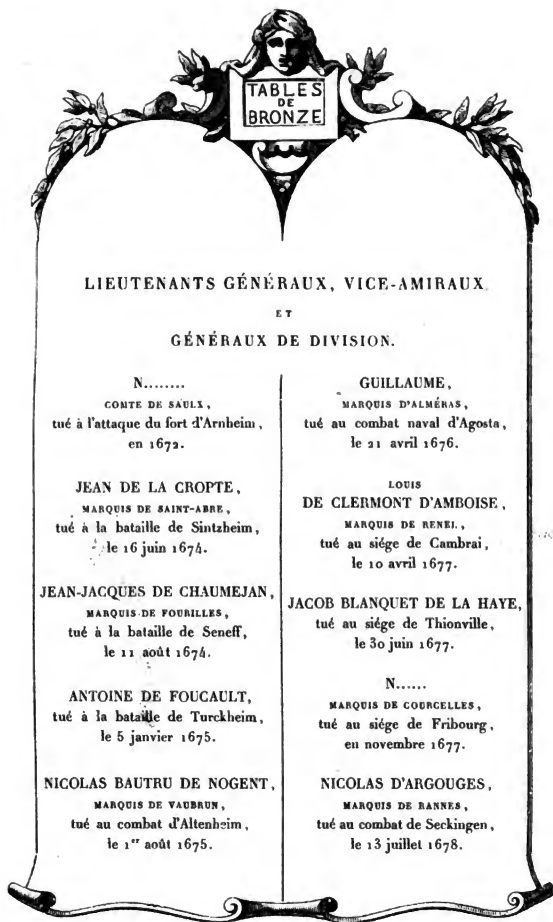 TABLES
DE
BRONZE
LIEUTENANTS GÉNÉRAUX, VICE-AMIRAUX
ET
GÉNÉRAUX DE DIVISION.
N........
COMTE DE SAULX,
tué à l'attaque du fort d'Arnheim,
en 1672.
JEAN DE LA CROPTE,
MARQUIS DE SAINT-ABRE,
tué à la bataille de Sintzheim,
le 16 juin 1674.
JEAN-JACQUES DE CHAUMEJAN,
MARQUIS DE FOURILLES,
tué à la bataille de Seneff,
le 11 août 1674.
ANTOINE DE FOUCAULT,
tué à la bataille de Turckheim,
le 5 janvier 1675.
NICOLAS BAUTRU DE NOGENT,
MARQUIS DE VAUBRUN,
tué au combat d'Altenheim,
le 1er août 1675.
GUILLAUME,
MARQUIS D'ALMÉRAS,
tué au combat naval d'Agosta,
le 21 avril 1676.
LOUIS
DE CLERMONT D'AMBOISE,
MARQUIS DE RENEL,
tué au siége de Cambrai,
le 10 avril 1677.
JACOB BLANQUET DE LA HAYE,
tué au siége de Thionville,
le 30 juin 1677.
N......
MARQUIS DE COURCELLES,
tué au siége de Fribourg,
en novembre 1677.
NICOLAS D'ARGOUGES,
MARQUIS DE RANNES,
tué au combat de Seckingen,
le 13 juillet 1678.